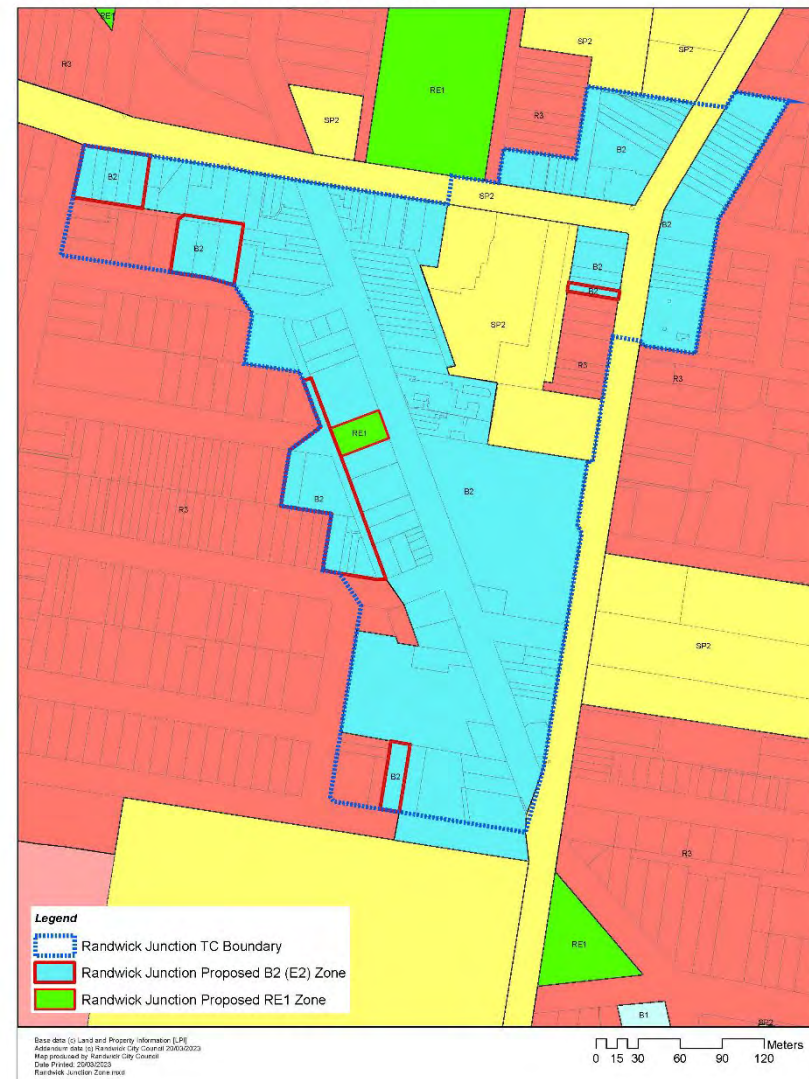 RE1
SP2
SP2
R3
RE1
R3
SP2
B2
B2
SP2
B2
B2
B2
B2
SP2
R3
R3
RE1
B2
B2
R3
SP2
B2
R3
RE1
B1
Legend
Randwick Junction TC Boundary
Randwick Junction Proposed B2 (E2) Zone
Randwick Junction Proposed RE1 Zone
Base data (c) Land and Property Information [LPI]
Addendum data (c) Randwick City Council 20/03/2023
Map produced by Randwick City Council
Date Printed: 20/03/2023
Randwick Junction Zone.mxd
Meters
0 15 30 60 90 120